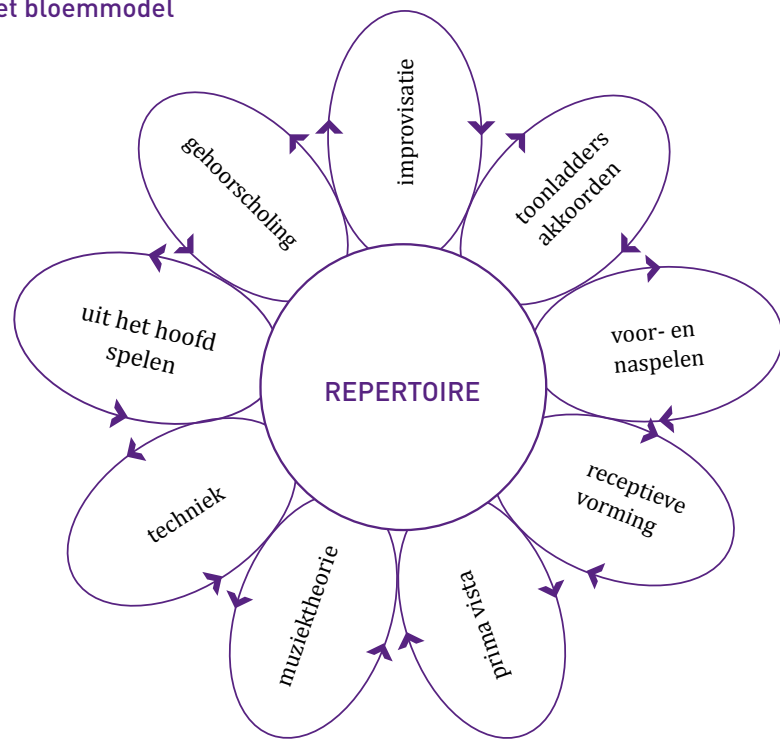 et bloemmodel
improvisatie
toonladders
akkoorden
voor- en
naspelen
receptieve
vorming
prima vista
muziektheorie
techniek
uit het hoofd
spelen
gehoorscholing
REPERTOIRE